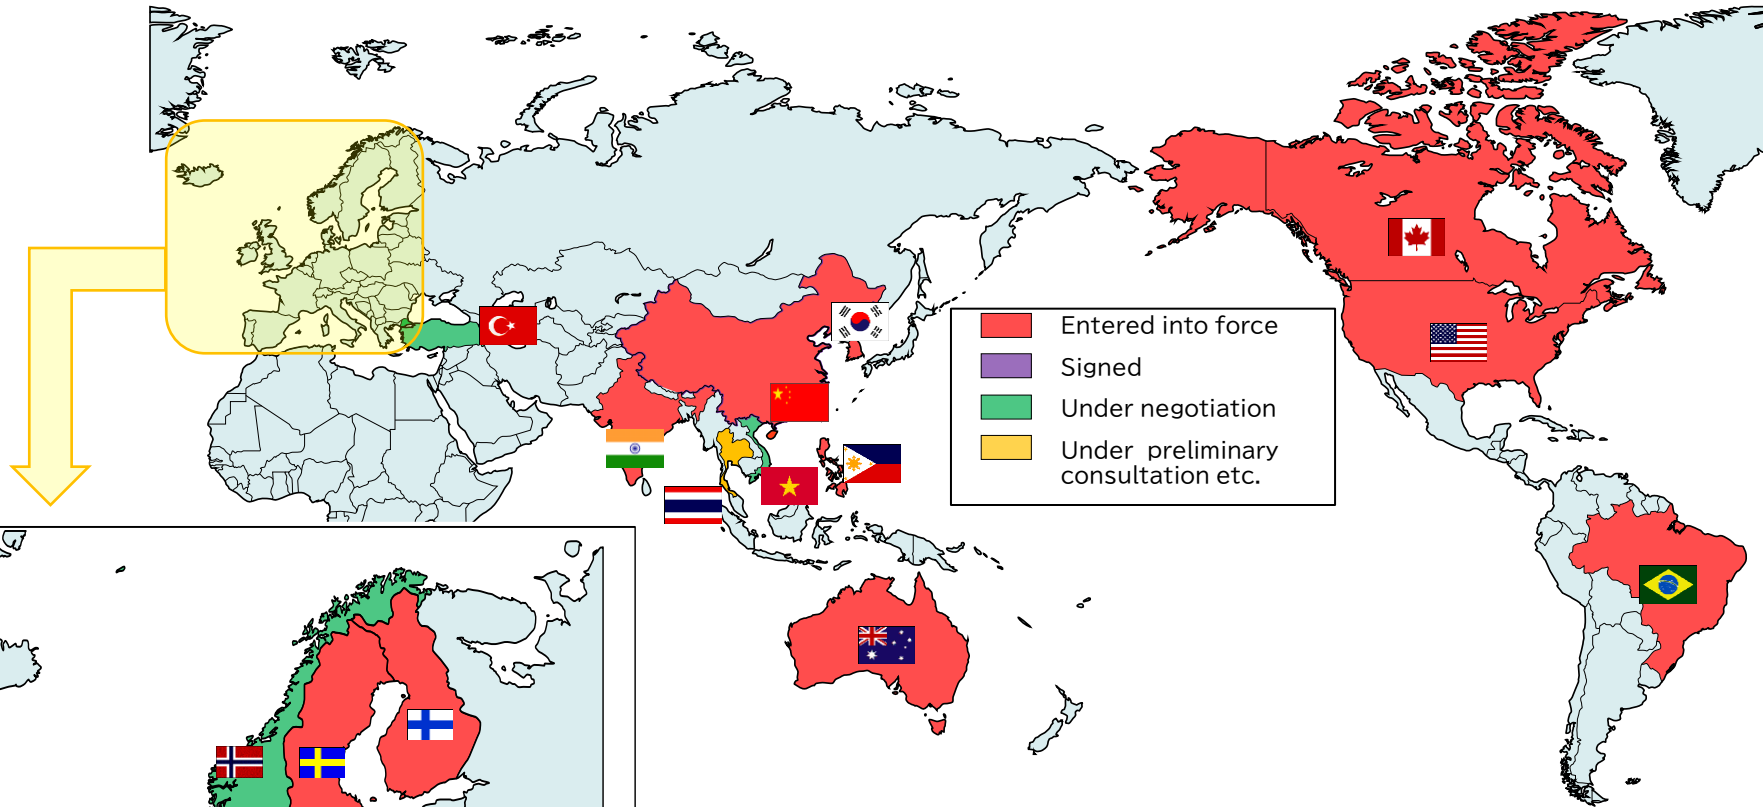 Entered into force
Signed
Under negotiation
Under preliminary
consultation etc.